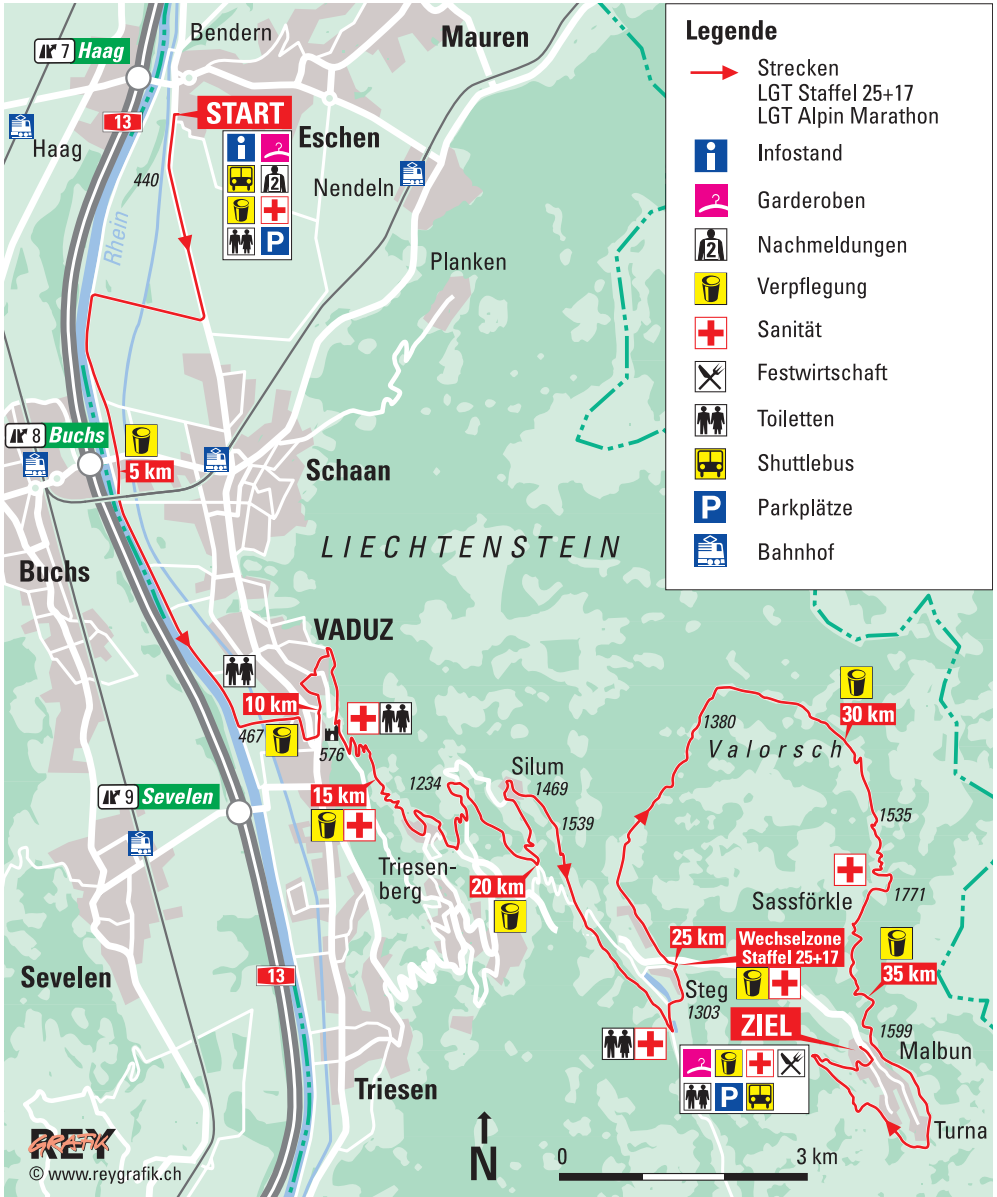 Legende
Strecken
LGT Staffel 25+17
LGT Alpin Marathon
Infostand
Garderoben
2
Nachmeldungen
Verpflegung
Sanität
Festwirtschaft
Toiletten
Shuttlebus
P
Parkplätze
Bahnhof
Bendern
Mauren
7 Haag
13
START
Haag
Eschen
2
P
440
Nendeln
Rhein
Planken
8 Buchs
5 km
Schaan
LIECHTENSTEIN
Buchs
VADUZ
10 km
467
576
30 km
1380
Valorsch
Silum
1469
1234
15 km
9 Sevelen
1539
1535
Triesen-
berg
20 km
Sassförkle
1771
25 km
Wechselzone
Staffel 25+17
35 km
Sevelen
13
Steg
1303
ZIEL
1599
Malbun
P
Triesen
Turna
REY
GRAFIK
© www.reygrafik.ch
N
0
3 km